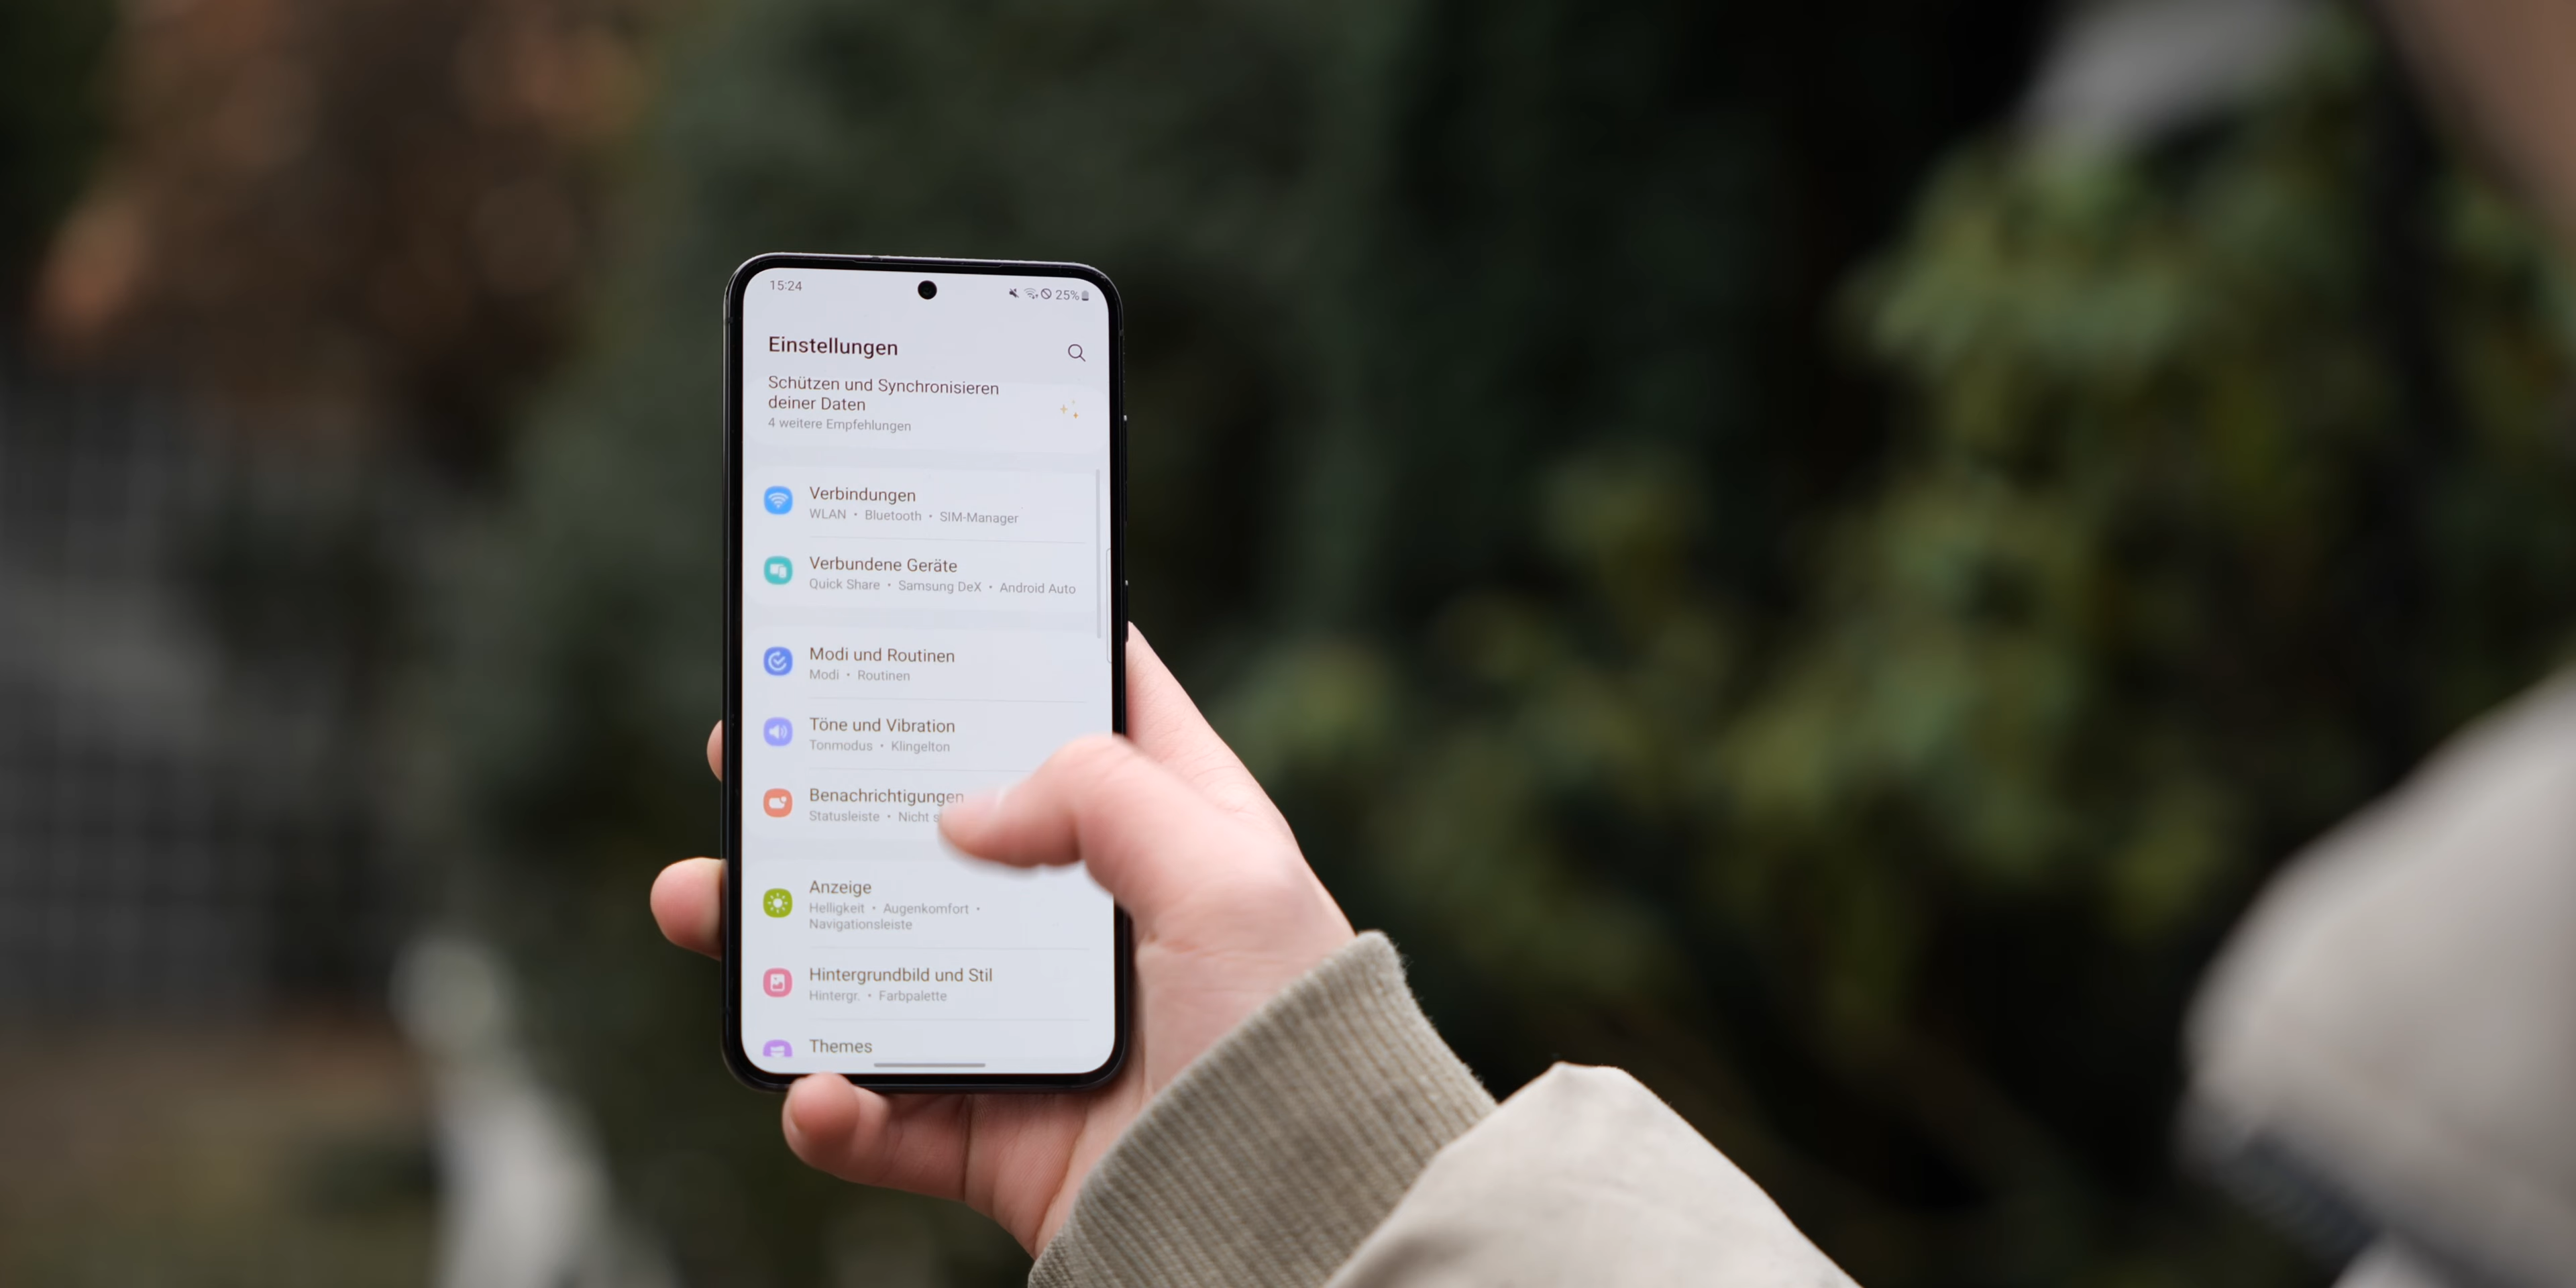 15:24 25%
Einstellungen
Schützen und Synchronisieren
deiner Daten
4 weitere Empfehlungen
Verbindungen
WLAN • Bluetooth • SIM-Manager
Verbundene Geräte
Quick Share • Samsung DeX • Android Auto
Modi und Routinen
Modi • Routinen
Töne und Vibration
Tonmodus • Klingelton
Benachrichtigungen
Statusleiste • Nicht
Anzeige
Helligkeit • Augenkomfort •
Navigationsleiste
Hintergrundbild und Stil
Hintergr. • Farbpalette
Themes